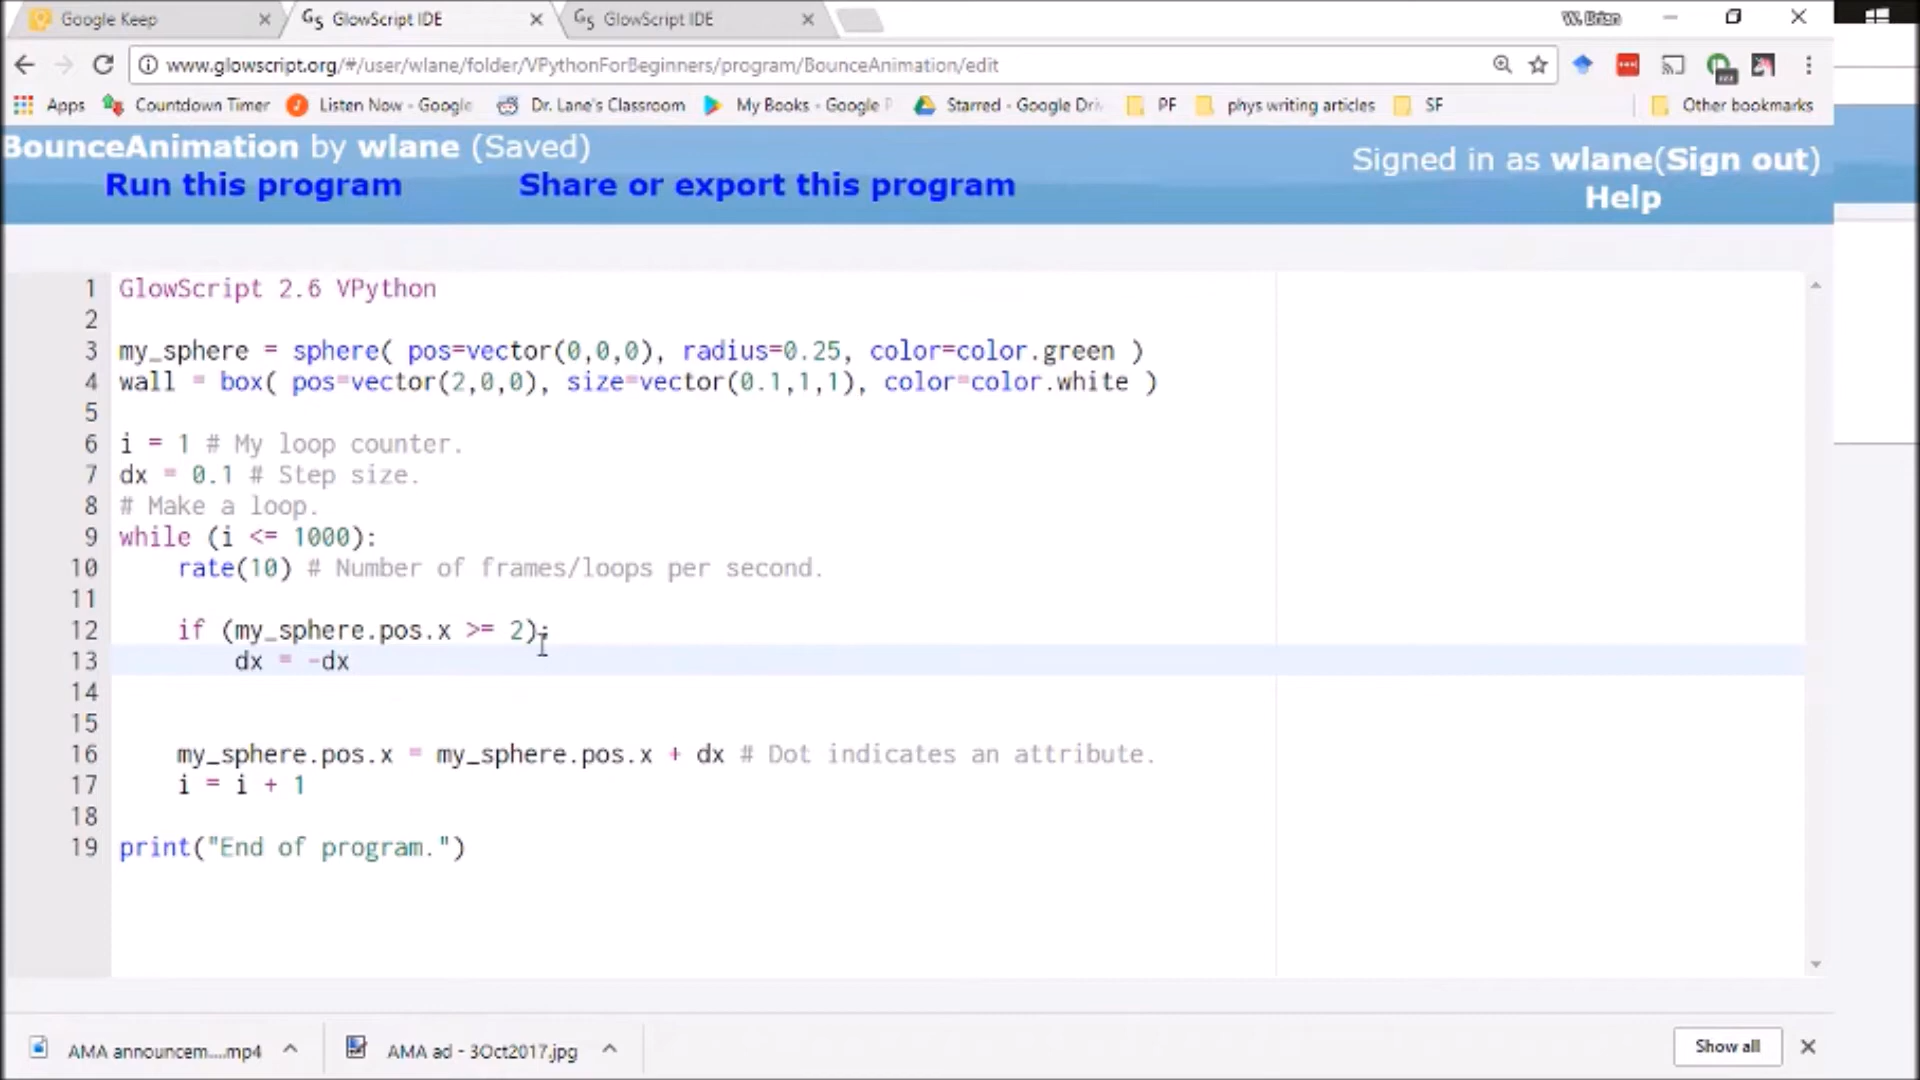 Google Keep
GlowScript IDE
GlowScript IDE
W. Brian
www.glowscript.org/#/user/wlane/folder/VPythonForBeginners/program/BounceAnimation/edit
Apps
Countdown Timer
Listen Now - Google
Dr. Lane's Classroom
My Books - Google P
Starred - Google Dri
PF
phys writing articles
SF
Other bookmarks
BounceAnimation by wlane (Saved)
Signed in as wlane(Sign out)
Run this program
Share or export this program
Help
1 GlowScript 2.6 VPython
2
3 my_sphere = sphere( pos=vector(0,0,0), radius=0.25, color=color.green )
4 wall = box( pos=vector(2,0,0), size=vector(0.1,1,1), color=color.white )
5
6 i = 1 # My loop counter.
7 dx = 0.1 # Step size.
8 # Make a loop.
9 while (i <= 1000):
10 rate(10) # Number of frames/loops per second.
11
12 if (my_sphere.pos.x >= 2):
13 dx = -dx
14
15
16 my_sphere.pos.x = my_sphere.pos.x + dx # Dot indicates an attribute.
17 i = i + 1
18
19 print("End of program.")
AMA announcem....mp4
AMA ad - 3Oct2017.jpg
Show all